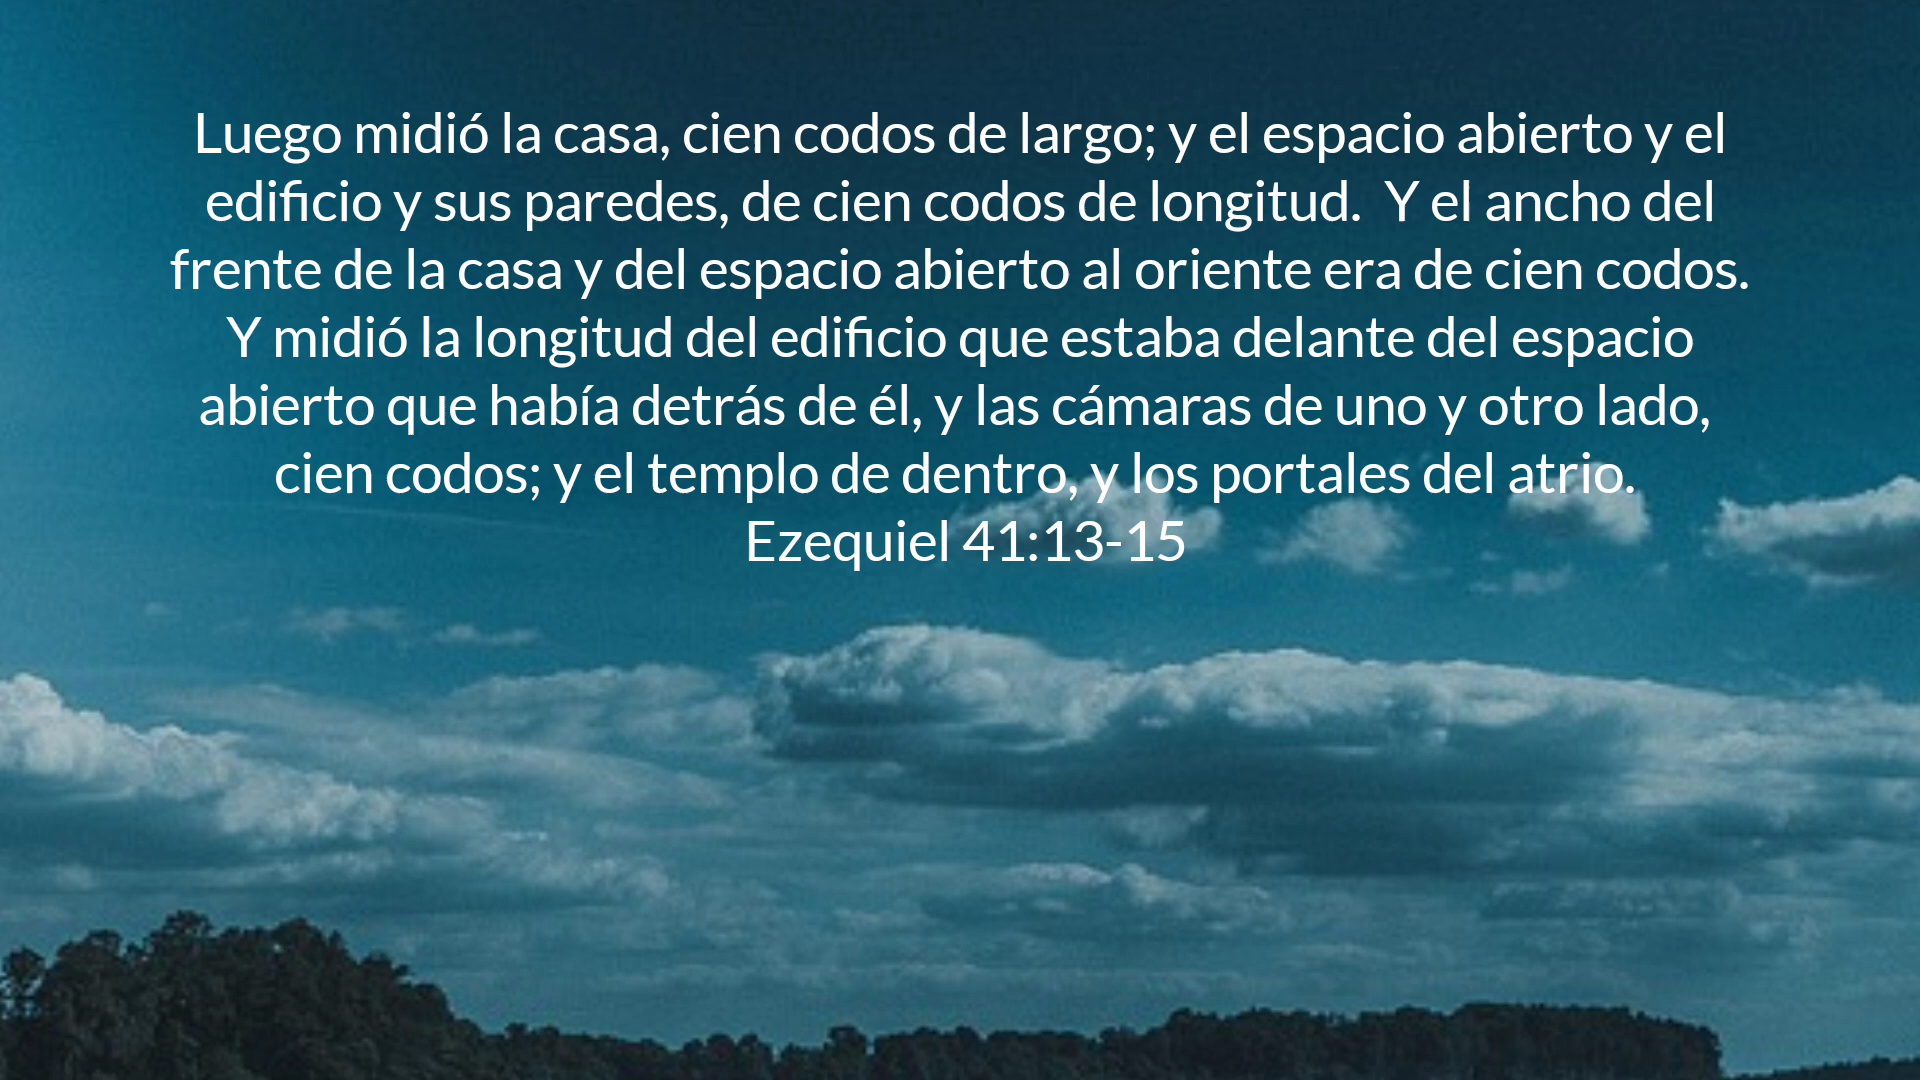 Luego midió la casa, cien codos de largo; y el espacio abierto y el
edificio y sus paredes, de cien codos de longitud.  Y el ancho del
frente de la casa y del espacio abierto al oriente era de cien codos.
Y midió la longitud del edificio que estaba delante del espacio
abierto que había detrás de él, y las cámaras de uno y otro lado,
cien codos; y el templo de dentro, y los portales del atrio.
Ezequiel 41:13-15